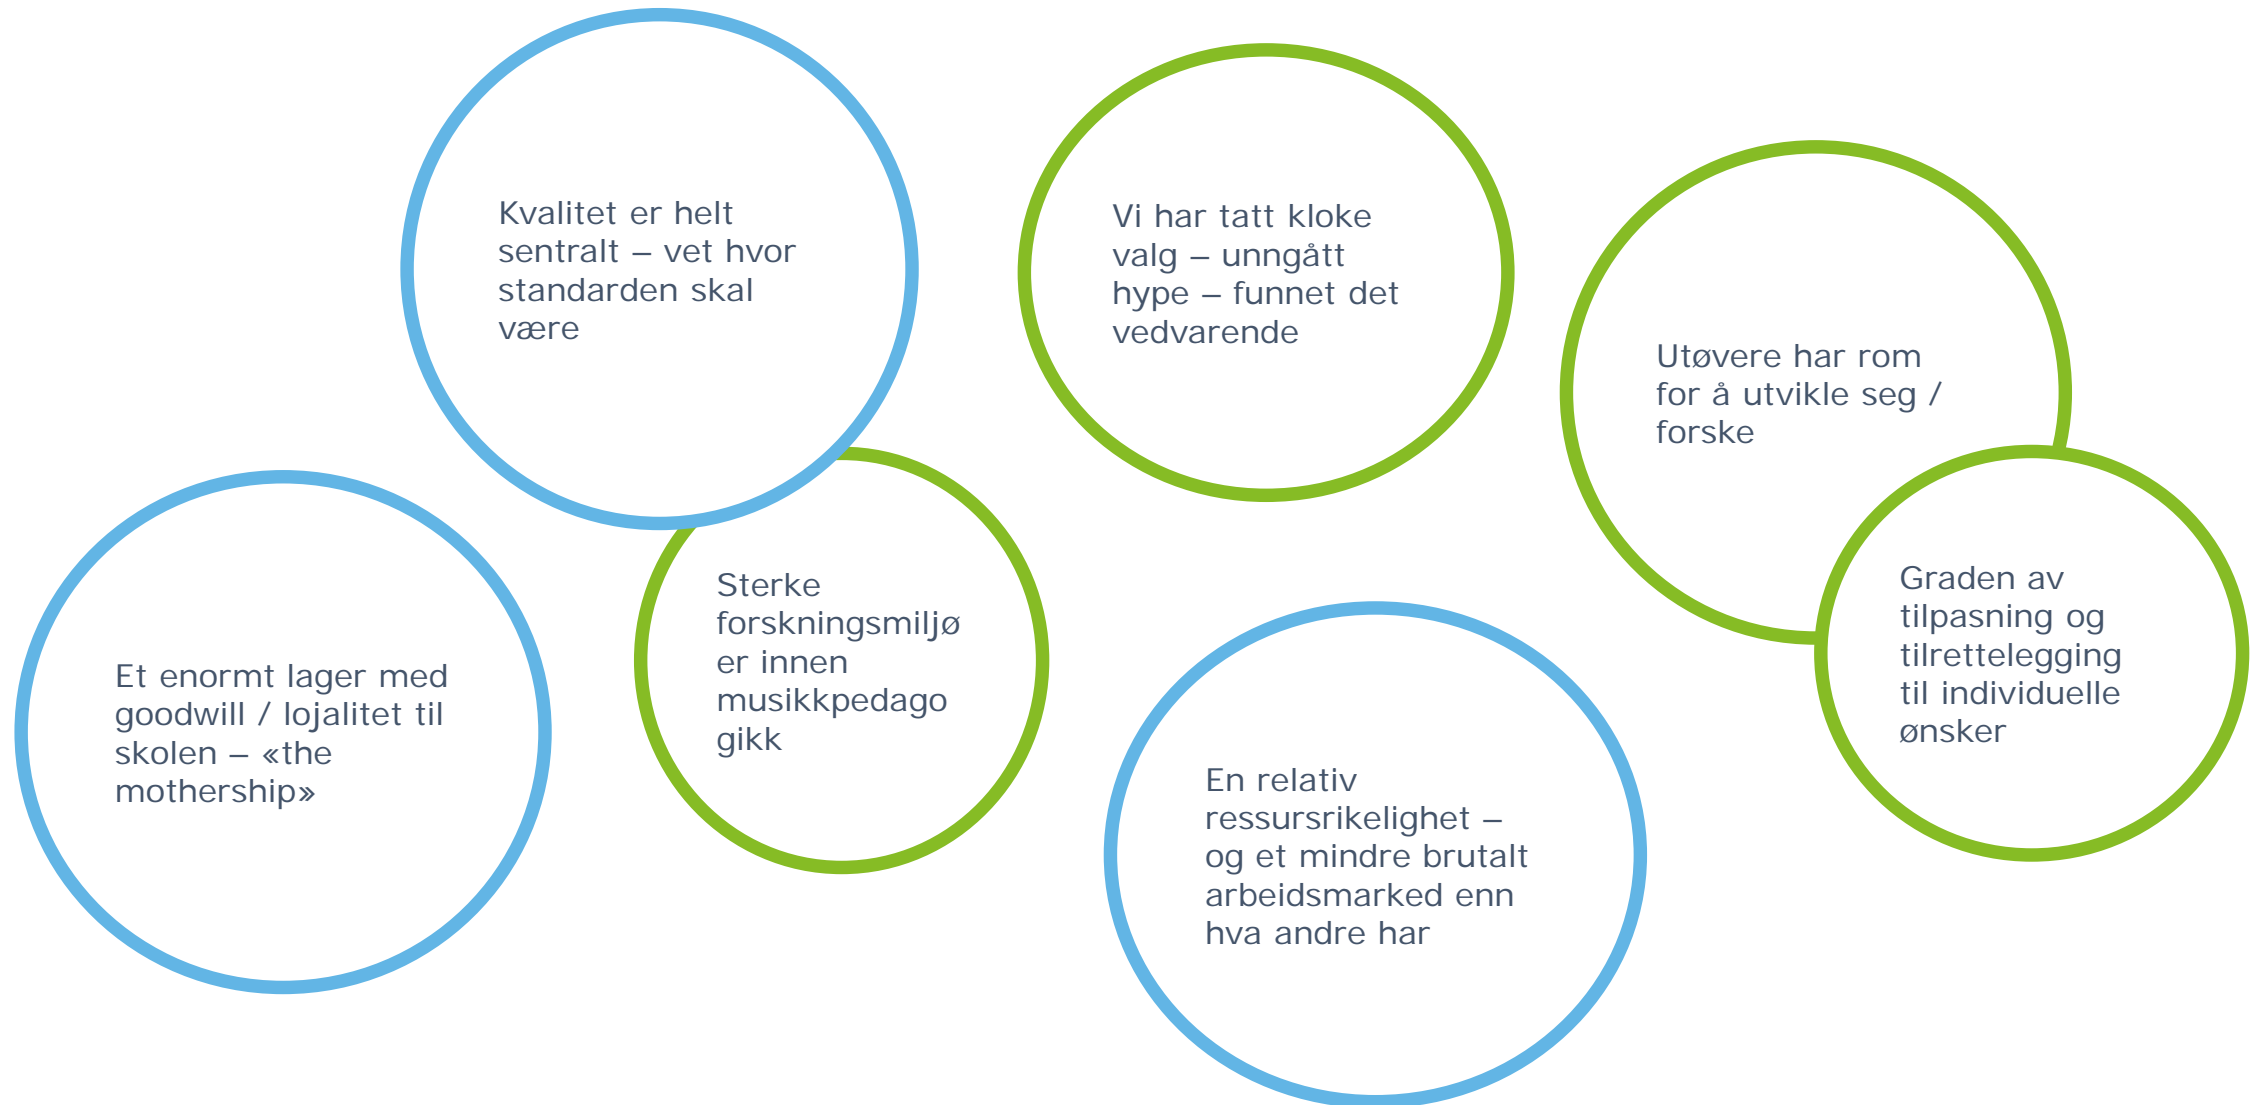 Kvalitet er helt
sentralt – vet hvor
standarden skal
være
Vi har tatt kloke
valg – unngått
hype – funnet det
vedvarende
Utøvere har rom
for å utvikle seg /
forske
Et enormt lager med
goodwill / lojalitet til
skolen – «the
mothership»
Sterke
forskningsmiljø
er innen
musikkpedago
gikk
En relativ
ressursrikelighet –
og et mindre brutalt
arbeidsmarked enn
hva andre har
Graden av
tilpasning og
tilrettelegging
til individuelle
ønsker